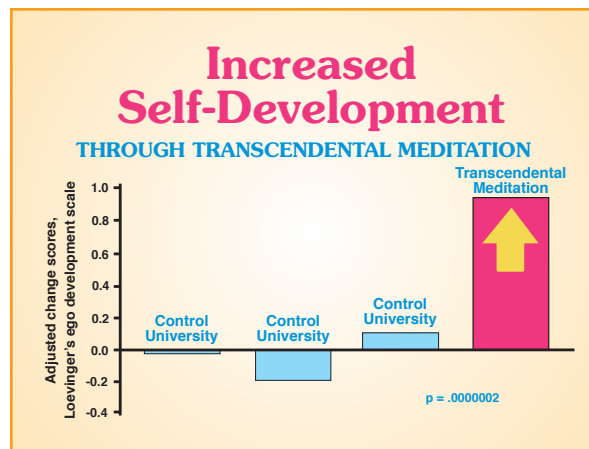 Increased
Self-Development
THROUGH TRANSCENDENTAL MEDITATION
Transcendental
Meditation
Adjusted change scores,
Loevinger's ego development scale
1.0
0.8
0.6
0.4
0.2
0.0
-0.2
-0.4
Control
University
Control
University
Control
University
p = .0000002